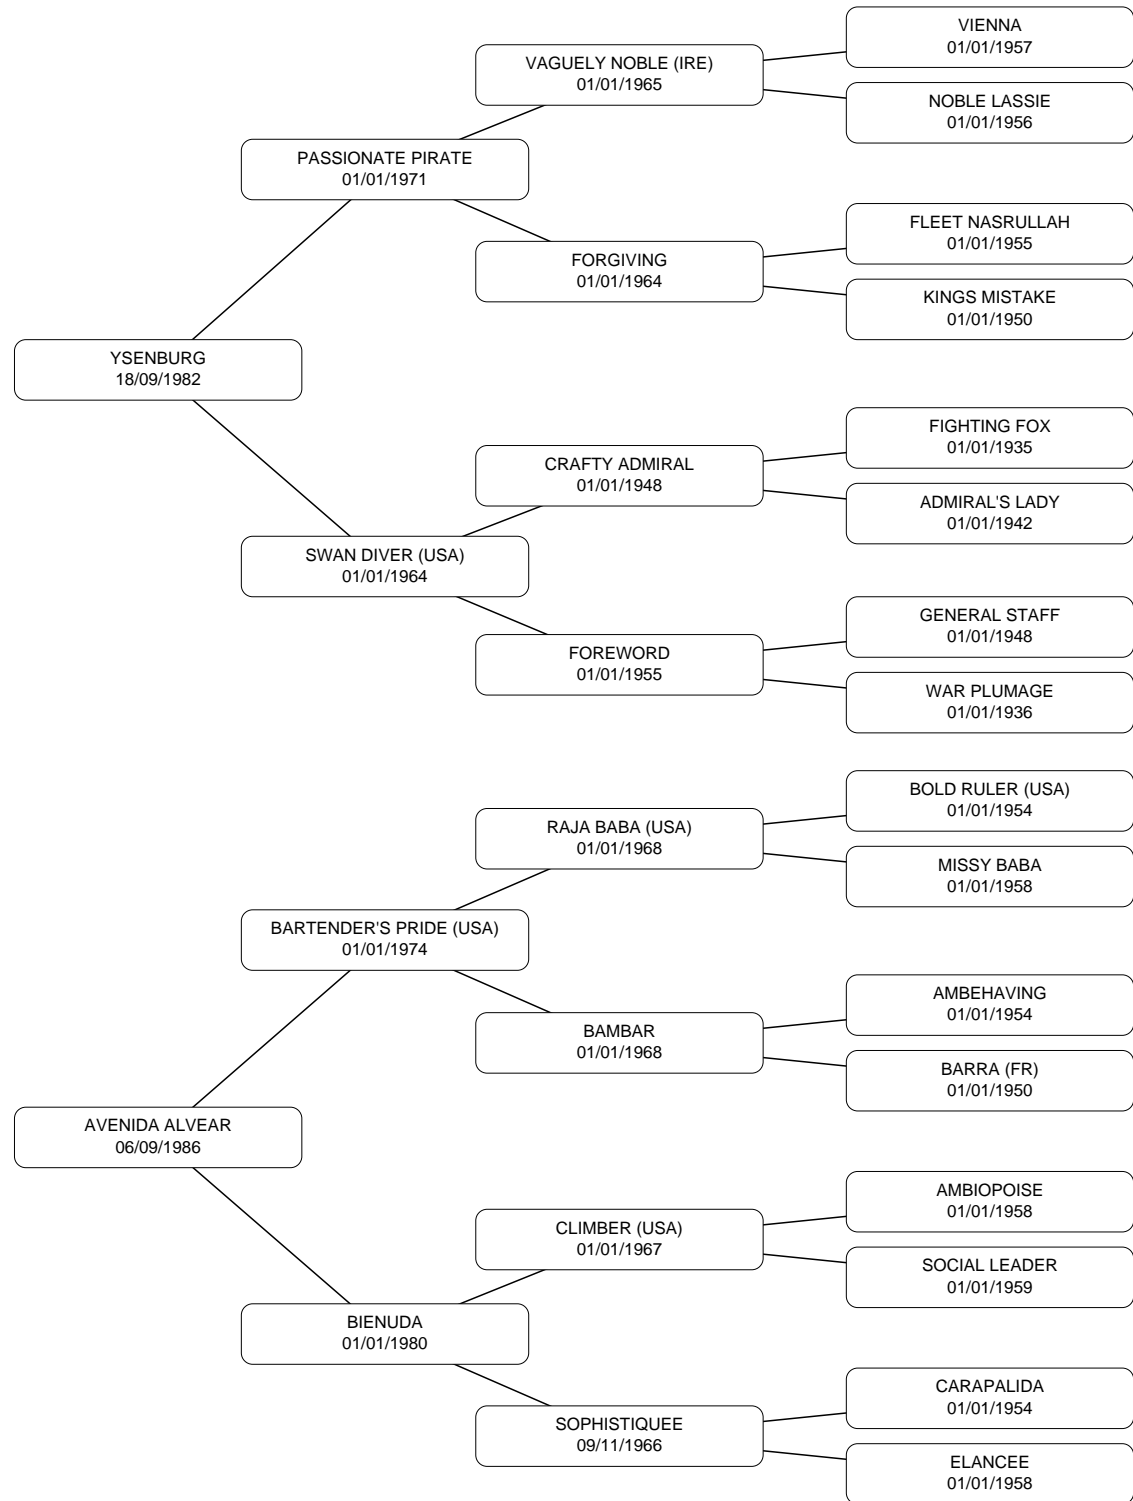 VIENNA
01/01/1957
VAGUELY NOBLE (IRE)
01/01/1965
NOBLE LASSIE
01/01/1956
PASSIONATE PIRATE
01/01/1971
FLEET NASRULLAH
01/01/1955
FORGIVING
01/01/1964
KINGS MISTAKE
01/01/1950
YSENBURG
18/09/1982
FIGHTING FOX
01/01/1935
CRAFTY ADMIRAL
01/01/1948
ADMIRAL'S LADY
01/01/1942
SWAN DIVER (USA)
01/01/1964
GENERAL STAFF
01/01/1948
FOREWORD
01/01/1955
WAR PLUMAGE
01/01/1936
BOLD RULER (USA)
01/01/1954
RAJA BABA (USA)
01/01/1968
MISSY BABA
01/01/1958
BARTENDER'S PRIDE (USA)
01/01/1974
AMBEHAVING
01/01/1954
BAMBAR
01/01/1968
BARRA (FR)
01/01/1950
AVENIDA ALVEAR
06/09/1986
AMBIOPOISE
01/01/1958
CLIMBER (USA)
01/01/1967
SOCIAL LEADER
01/01/1959
BIENUDA
01/01/1980
CARAPALIDA
01/01/1954
SOPHISTIQUEE
09/11/1966
ELANCEE
01/01/1958